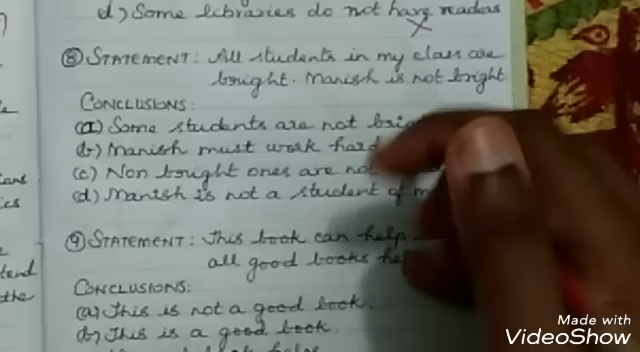 d) Some libraries do not have readers
⑧ STATEMENT: All students in my class are
bright. Manish is not bright
CONCLUSIONS:
(a) Some students are not
(b) Manish must work hard
(c) Non bright ones are not
(d) Manish is not a student of
⑨ STATEMENT: This book can help
all good books
CONCLUSIONS:
(a) This is not a good book.
(b) This is a good book.
tend
the
Made with
VideoShow